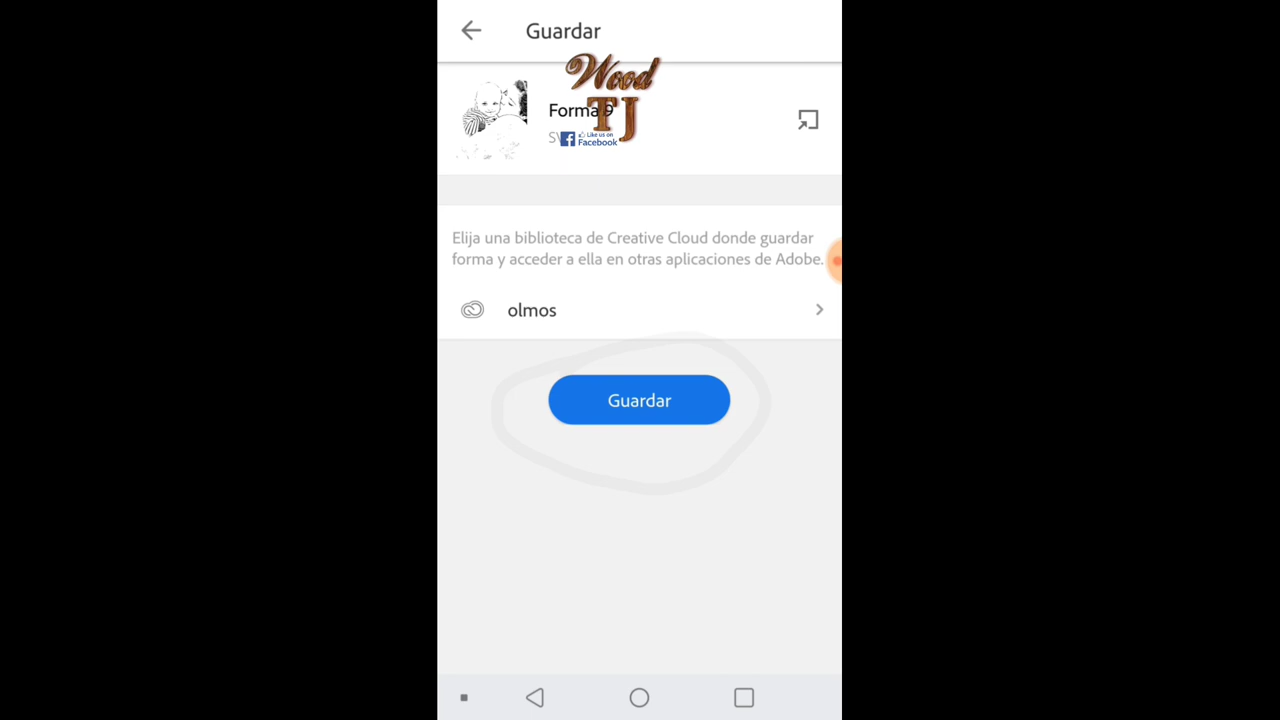 Guardar
Wood
TJ
Forma 9
Like us on
Facebook
Elija una biblioteca de Creative Cloud donde guardar
forma y acceder a ella en otras aplicaciones de Adobe.
olmos
Guardar